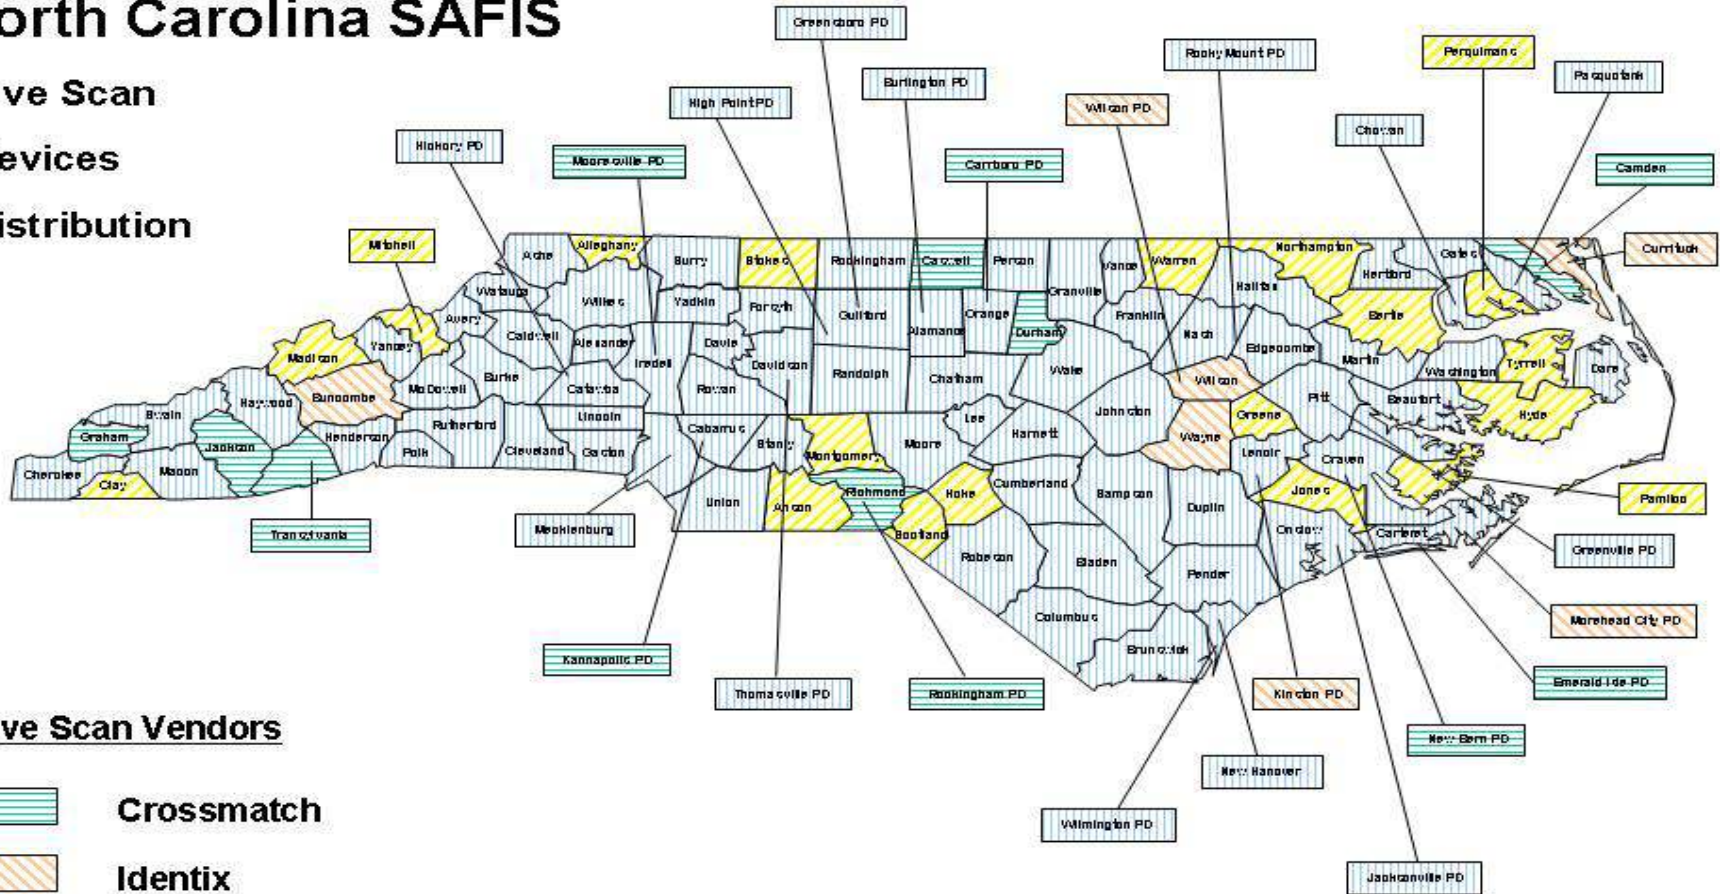 orth Carolina SAFIS
ve Scan
evices
istribution
Greensboro PD
Rocky Mount PD
Perquimans
Pasquotank
Burlington PD
High Point PD
Wilson PD
Chowan
Hickory PD
Mooresville PD
Carrboro PD
Camden
Mitchell
Currituck
Ashe
Alleghany
Surry
Stokes
Rockingham
Caswell
Person
Vance
Warren
Northampton
Gates
Hertford
Halifax
Granville
Watauga
Wilkes
Yadkin
Forsyth
Guilford
Alamance
Orange
Durham
Franklin
Nash
Bertie
Avery
Caldwell
Alexander
Iredell
Davie
Davidson
Randolph
Chatham
Wake
Edgecombe
Martin
Washington
Tyrrell
Dare
Madison
Yancey
McDowell
Burke
Catawba
Rowan
Wilson
Pitt
Beaufort
Hyde
Swain
Haywood
Buncombe
Rutherford
Lincoln
Cabarrus
Stanly
Montgomery
Moore
Lee
Harnett
Johnston
Wayne
Greene
Graham
Jackson
Henderson
Polk
Cleveland
Gaston
Lenoir
Craven
Cherokee
Clay
Macon
Union
Anson
Richmond
Hoke
Cumberland
Sampson
Duplin
Jones
Pamlico
Transylvania
Mecklenburg
Scotland
Robeson
Bladen
Pender
Onslow
Carteret
Greenville PD
Columbus
Brunswick
Morehead City PD
Kannapolis PD
Thomasville PD
Rockingham PD
Kinston PD
Emerald Isle PD
New Bern PD
New Hanover
Wilmington PD
Jacksonville PD
ve Scan Vendors
Crossmatch
Identix